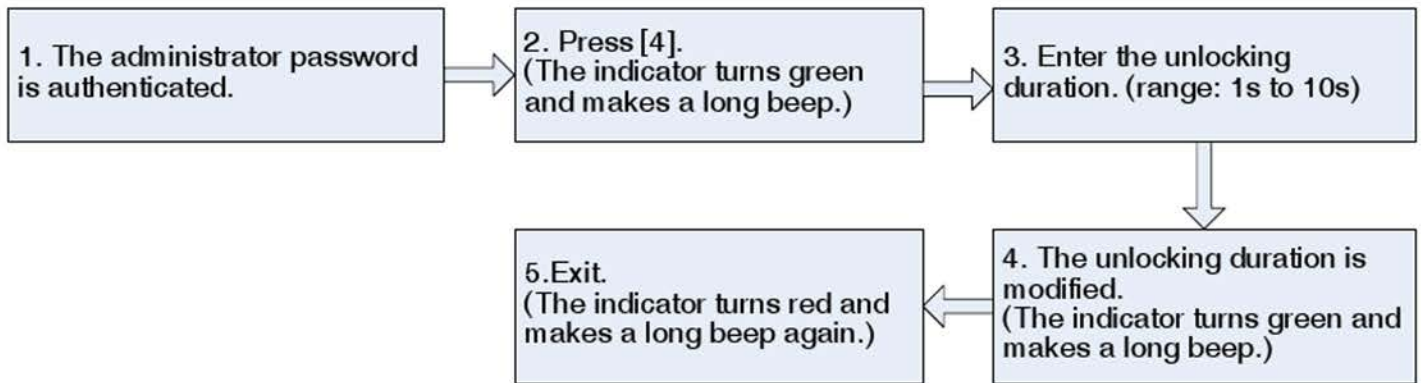 1. The administrator password
is authenticated.
2. Press [4].
(The indicator turns green
and makes a long beep.)
3. Enter the unlocking
duration. (range: 1s to 10s)
4. The unlocking duration is
modified.
(The indicator turns green and
makes a long beep.)
5.Exit.
(The indicator turns red and
makes a long beep again.)